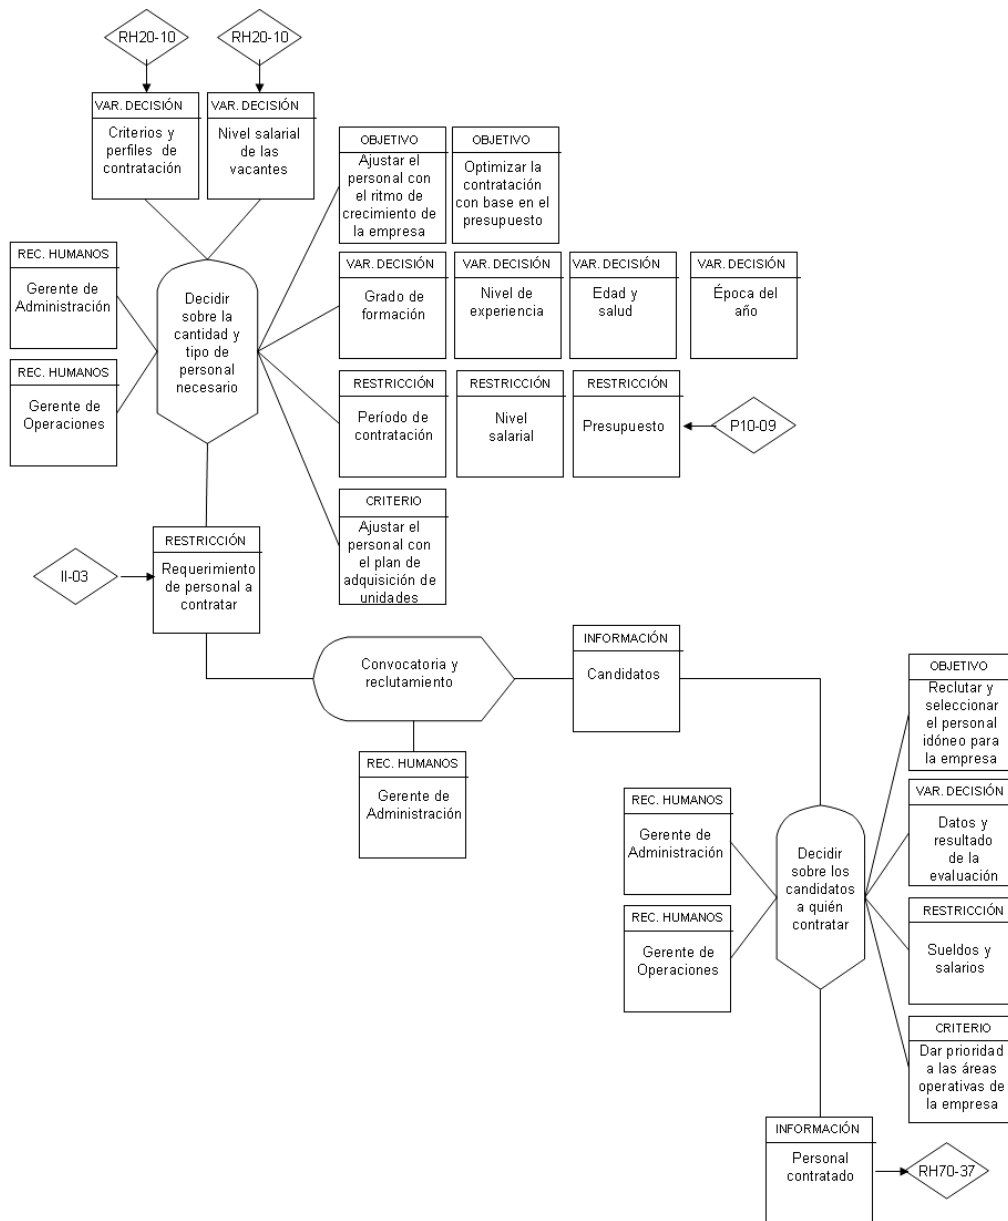 RH20-10
RH20-10
VAR. DECISIÓN
Criterios y
perfiles de
contratación
VAR. DECISIÓN
Nivel salarial
de las
vacantes
OBJETIVO
Ajustar el
personal con
el ritmo de
crecimiento de
la empresa
OBJETIVO
Optimizar la
contratación
con base en el
presupuesto
REC. HUMANOS
Gerente de
Administración
REC. HUMANOS
Gerente de
Operaciones
Decidir
sobre la
cantidad y
tipo de
personal
necesario
VAR. DECISIÓN
Grado de
formación
VAR. DECISIÓN
Nivel de
experiencia
VAR. DECISIÓN
Edad y
salud
VAR. DECISIÓN
Época del
año
RESTRICCIÓN
Período de
contratación
RESTRICCIÓN
Nivel
salarial
RESTRICCIÓN
Presupuesto
P10-09
CRITERIO
Ajustar el
personal con
el plan de
adquisición de
unidades
II-03
RESTRICCIÓN
Requerimiento
de personal a
contratar
Convocatoria y
reclutamiento
REC. HUMANOS
Gerente de
Administración
INFORMACIÓN
Candidatos
REC. HUMANOS
Gerente de
Administración
REC. HUMANOS
Gerente de
Operaciones
Decidir
sobre los
candidatos
a quién
contratar
OBJETIVO
Reclutar y
seleccionar
el personal
idóneo para
la empresa
VAR. DECISIÓN
Datos y
resultado
de la
evaluación
RESTRICCIÓN
Sueldos y
salarios
CRITERIO
Dar prioridad
a las áreas
operativas de
la empresa
INFORMACIÓN
Personal
contratado
RH70-37